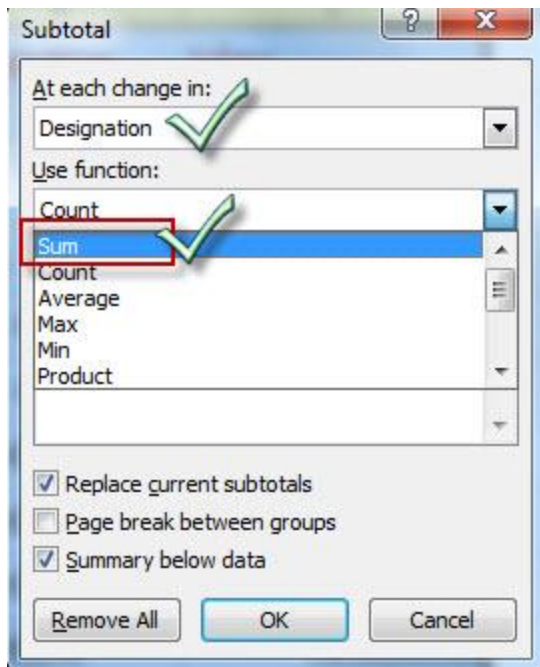 Subtotal
At each change in:
Designation
Use function:
Count
Sum
Count
Average
Max
Min
Product
Replace current subtotals
Page break between groups
Summary below data
Remove All OK Cancel